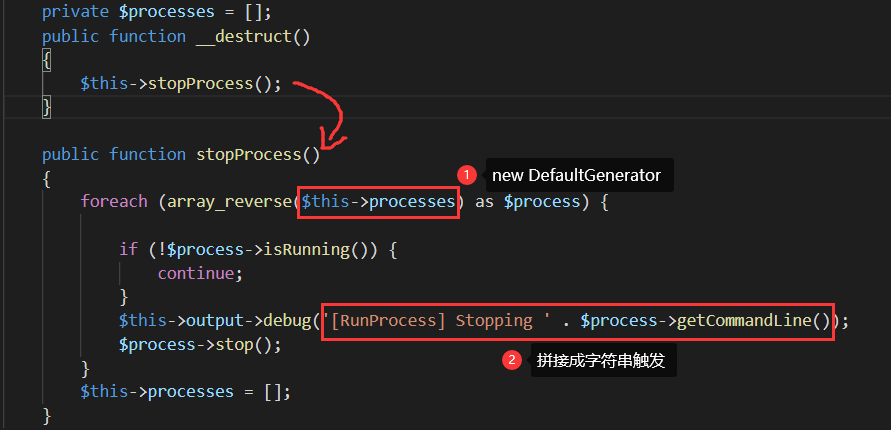 private $processes = [];
public function __destruct()
{
$this->stopProcess();
}
public function stopProcess()
1 new DefaultGenerator
{
foreach (array_reverse($this->processes) as $process) {
if (!$process->isRunning()) {
continue;
}
$this->output->debug('[RunProcess] Stopping ' . $process->getCommandLine());
$process->stop();
2 拼接成字符串触发
}
$this->processes = [];
}